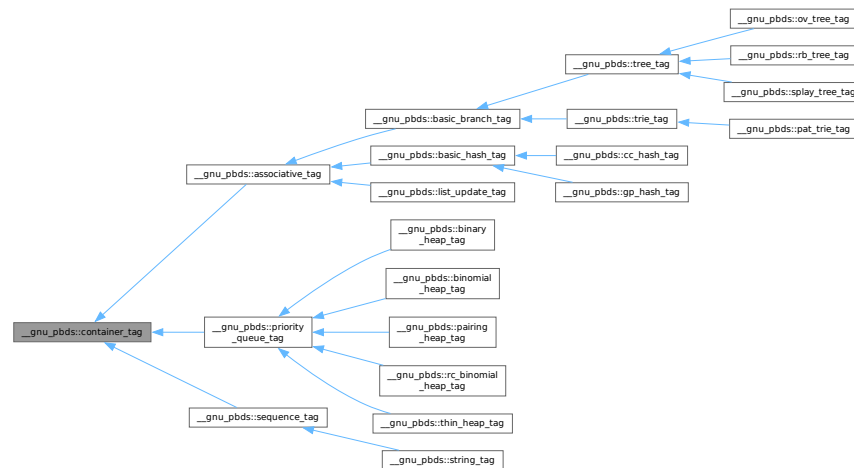 __gnu_pbds::ov_tree_tag
__gnu_pbds::tree_tag
__gnu_pbds::rb_tree_tag
__gnu_pbds::splay_tree_tag
__gnu_pbds::basic_branch_tag
__gnu_pbds::trie_tag
__gnu_pbds::pat_trie_tag
__gnu_pbds::associative_tag
__gnu_pbds::basic_hash_tag
__gnu_pbds::cc_hash_tag
__gnu_pbds::list_update_tag
__gnu_pbds::gp_hash_tag
__gnu_pbds::binary
_heap_tag
__gnu_pbds::binomial
_heap_tag
__gnu_pbds::container_tag
__gnu_pbds::priority
_queue_tag
__gnu_pbds::pairing
_heap_tag
__gnu_pbds::rc_binomial
_heap_tag
__gnu_pbds::sequence_tag
__gnu_pbds::thin_heap_tag
__gnu_pbds::string_tag